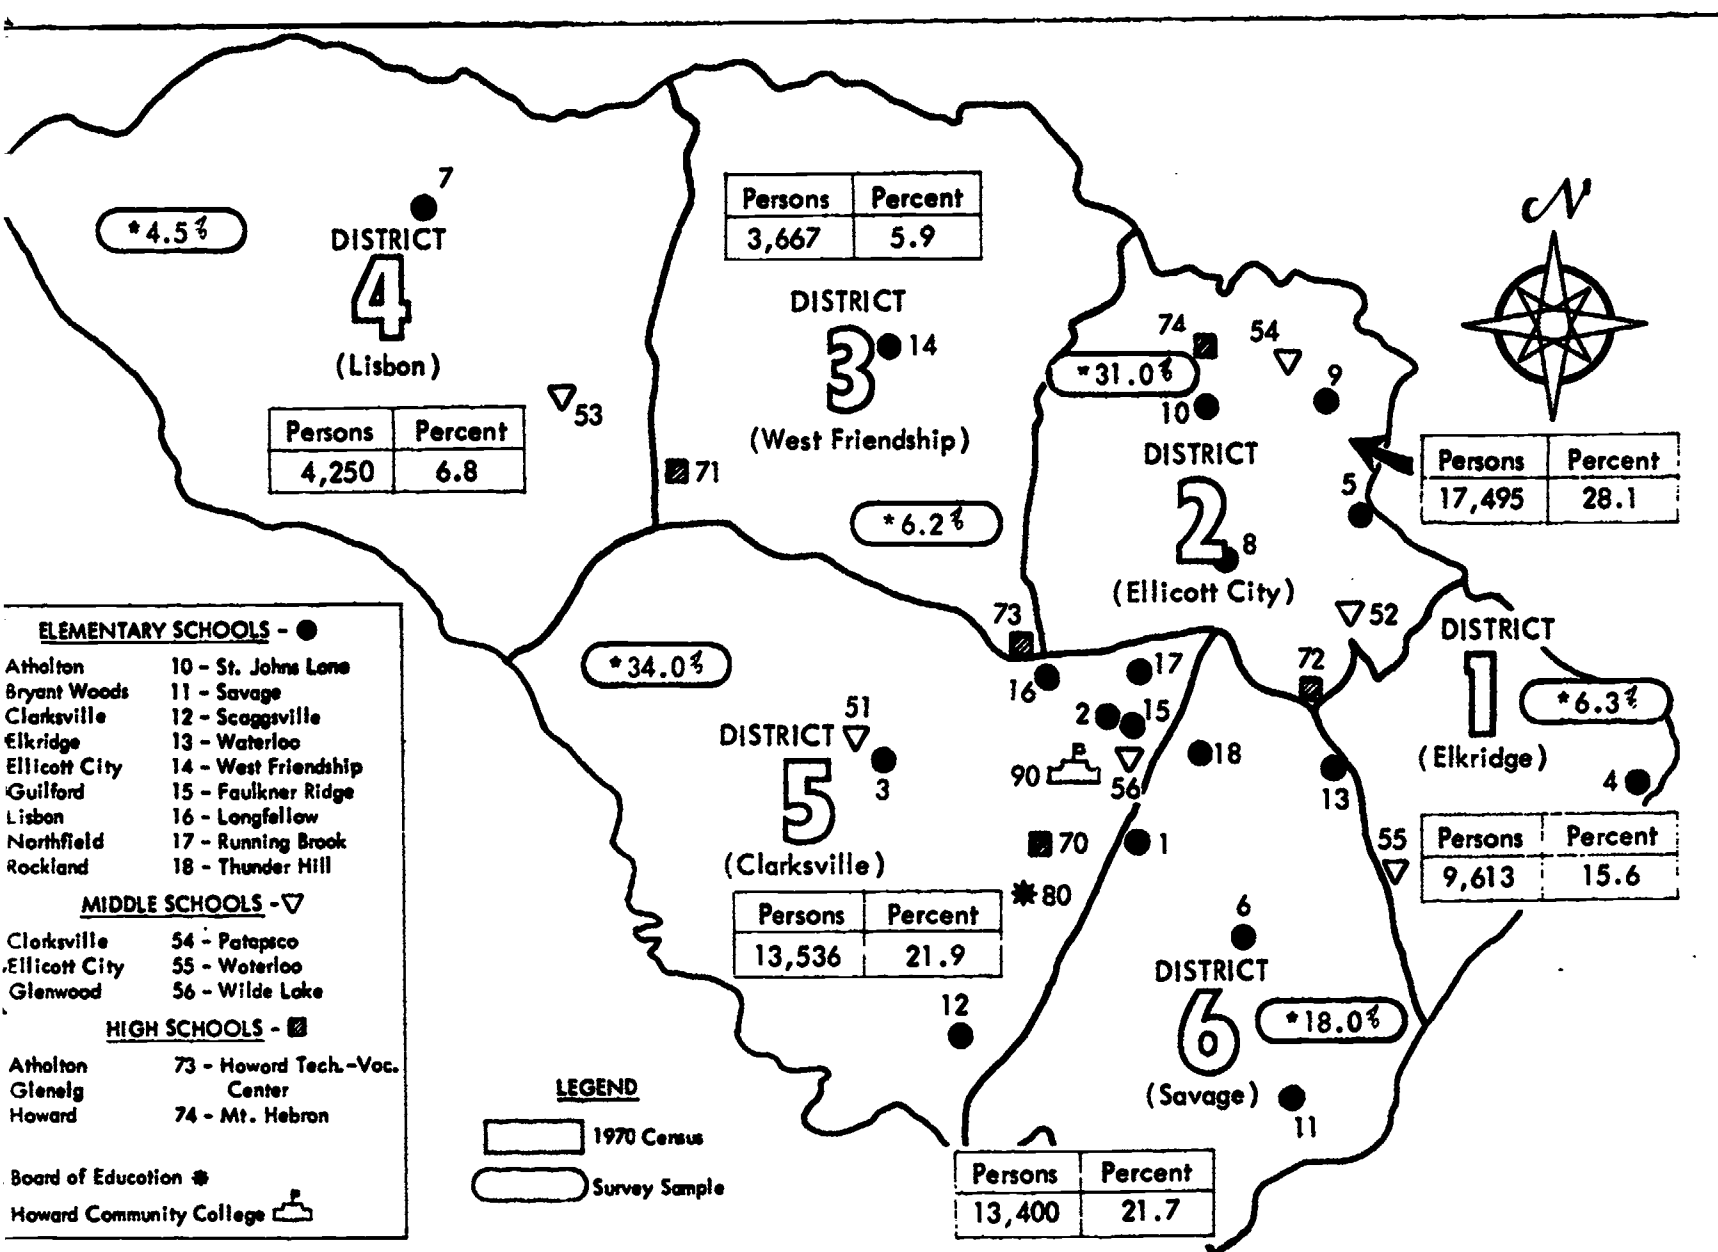 N
7
*4.5%
DISTRICT
4
(Lisbon)
53
Persons Percent
4,250 6.8
Persons Percent
3,667 5.9
DISTRICT
3
14
(West Friendship)
71
*6.2%
74
54
*31.0%
9
10
DISTRICT
2
5
8
(Ellicott City)
52
Persons Percent
17,495 28.1
73
16
17
72
DISTRICT
1
*6.3%
(Elkridge)
4
Persons Percent
9,613 15.6
*34.0%
51
DISTRICT
5
3
(Clarksville)
Persons Percent
13,536 21.9
2
15
90
56
18
13
70
1
80
55
12
6
DISTRICT
6
*18.0%
(Savage)
11
Persons Percent
13,400 21.7
ELEMENTARY SCHOOLS -
Atholton 10 - St. Johns Lane
Bryant Woods 11 - Savage
Clarksville 12 - Scaggsville
Elkridge 13 - Waterloo
Ellicott City 14 - West Friendship
Guilford 15 - Faulkner Ridge
Lisbon 16 - Longfellow
Northfield 17 - Running Brook
Rockland 18 - Thunder Hill
MIDDLE SCHOOLS -
Clarksville 54 - Patapsco
Ellicott City 55 - Waterloo
Glenwood 56 - Wilde Lake
HIGH SCHOOLS -
Atholton 73 - Howard Tech.-Voc.
Glenelg Center
Howard 74 - Mt. Hebron
Board of Education *
Howard Community College
LEGEND
1970 Census
Survey Sample